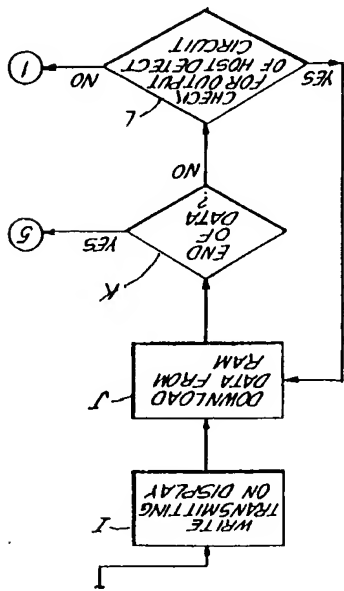 WRITE
TRANSMITTING
ON DISPLAY
I
DOWNLOAD
DATA FROM
RAM
J
K
END
OF
DATA
?
YES
5
NO
L
CHECK
FOR OUTPUT
OF HOST DETECT
CIRCUIT
YES
NO
1